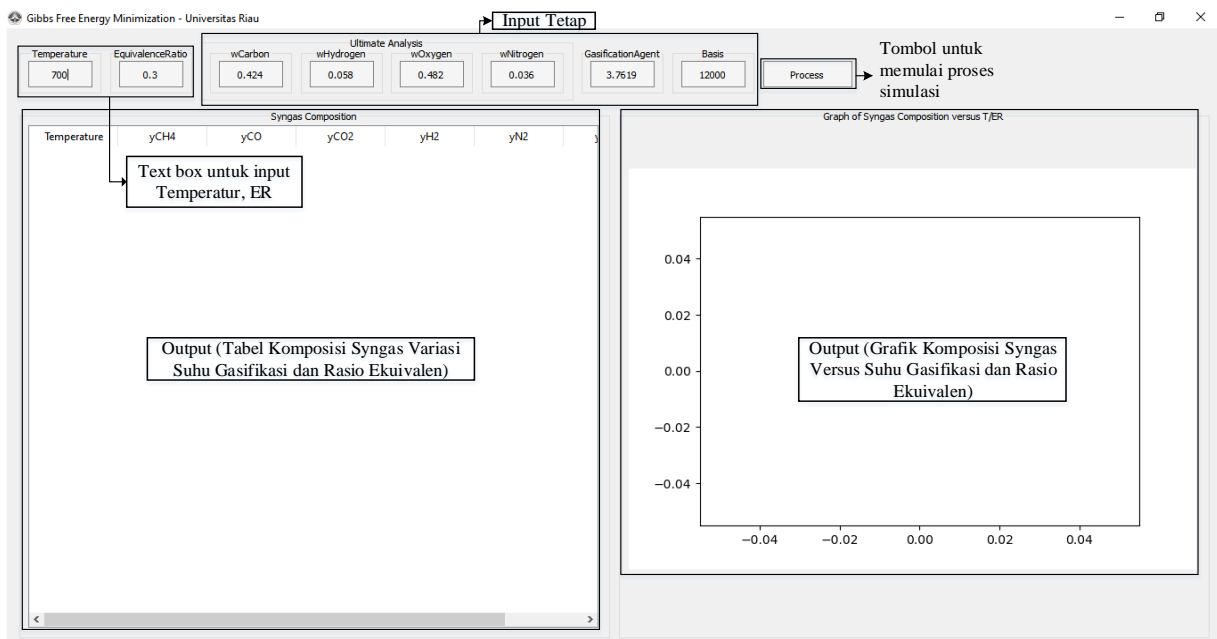 Gibbs Free Energy Minimization - Universitas Riau
Input Tetap
Temperature
EquivalenceRatio
700
0.3
Ultimate Analysis
wCarbon
wHydrogen
wOxygen
wNitrogen
0.424
0.058
0.482
0.036
GasificationAgent
3.7619
Basis
12000
Process
Tombol untuk
memulai proses
simulasi
Syngas Composition
Temperature
yCH4
yCO
yCO2
yH2
yN2
Text box untuk input
Temperatur, ER
Output (Tabel Komposisi Syngas Variasi
Suhu Gasifikasi dan Rasio Ekuivalen)
Graph of Syngas Composition versus T/ER
0.04
0.02
0.00
−0.02
−0.04
Output (Grafik Komposisi Syngas
Versus Suhu Gasifikasi dan Rasio
Ekuivalen)
−0.04
−0.02
0.00
0.02
0.04